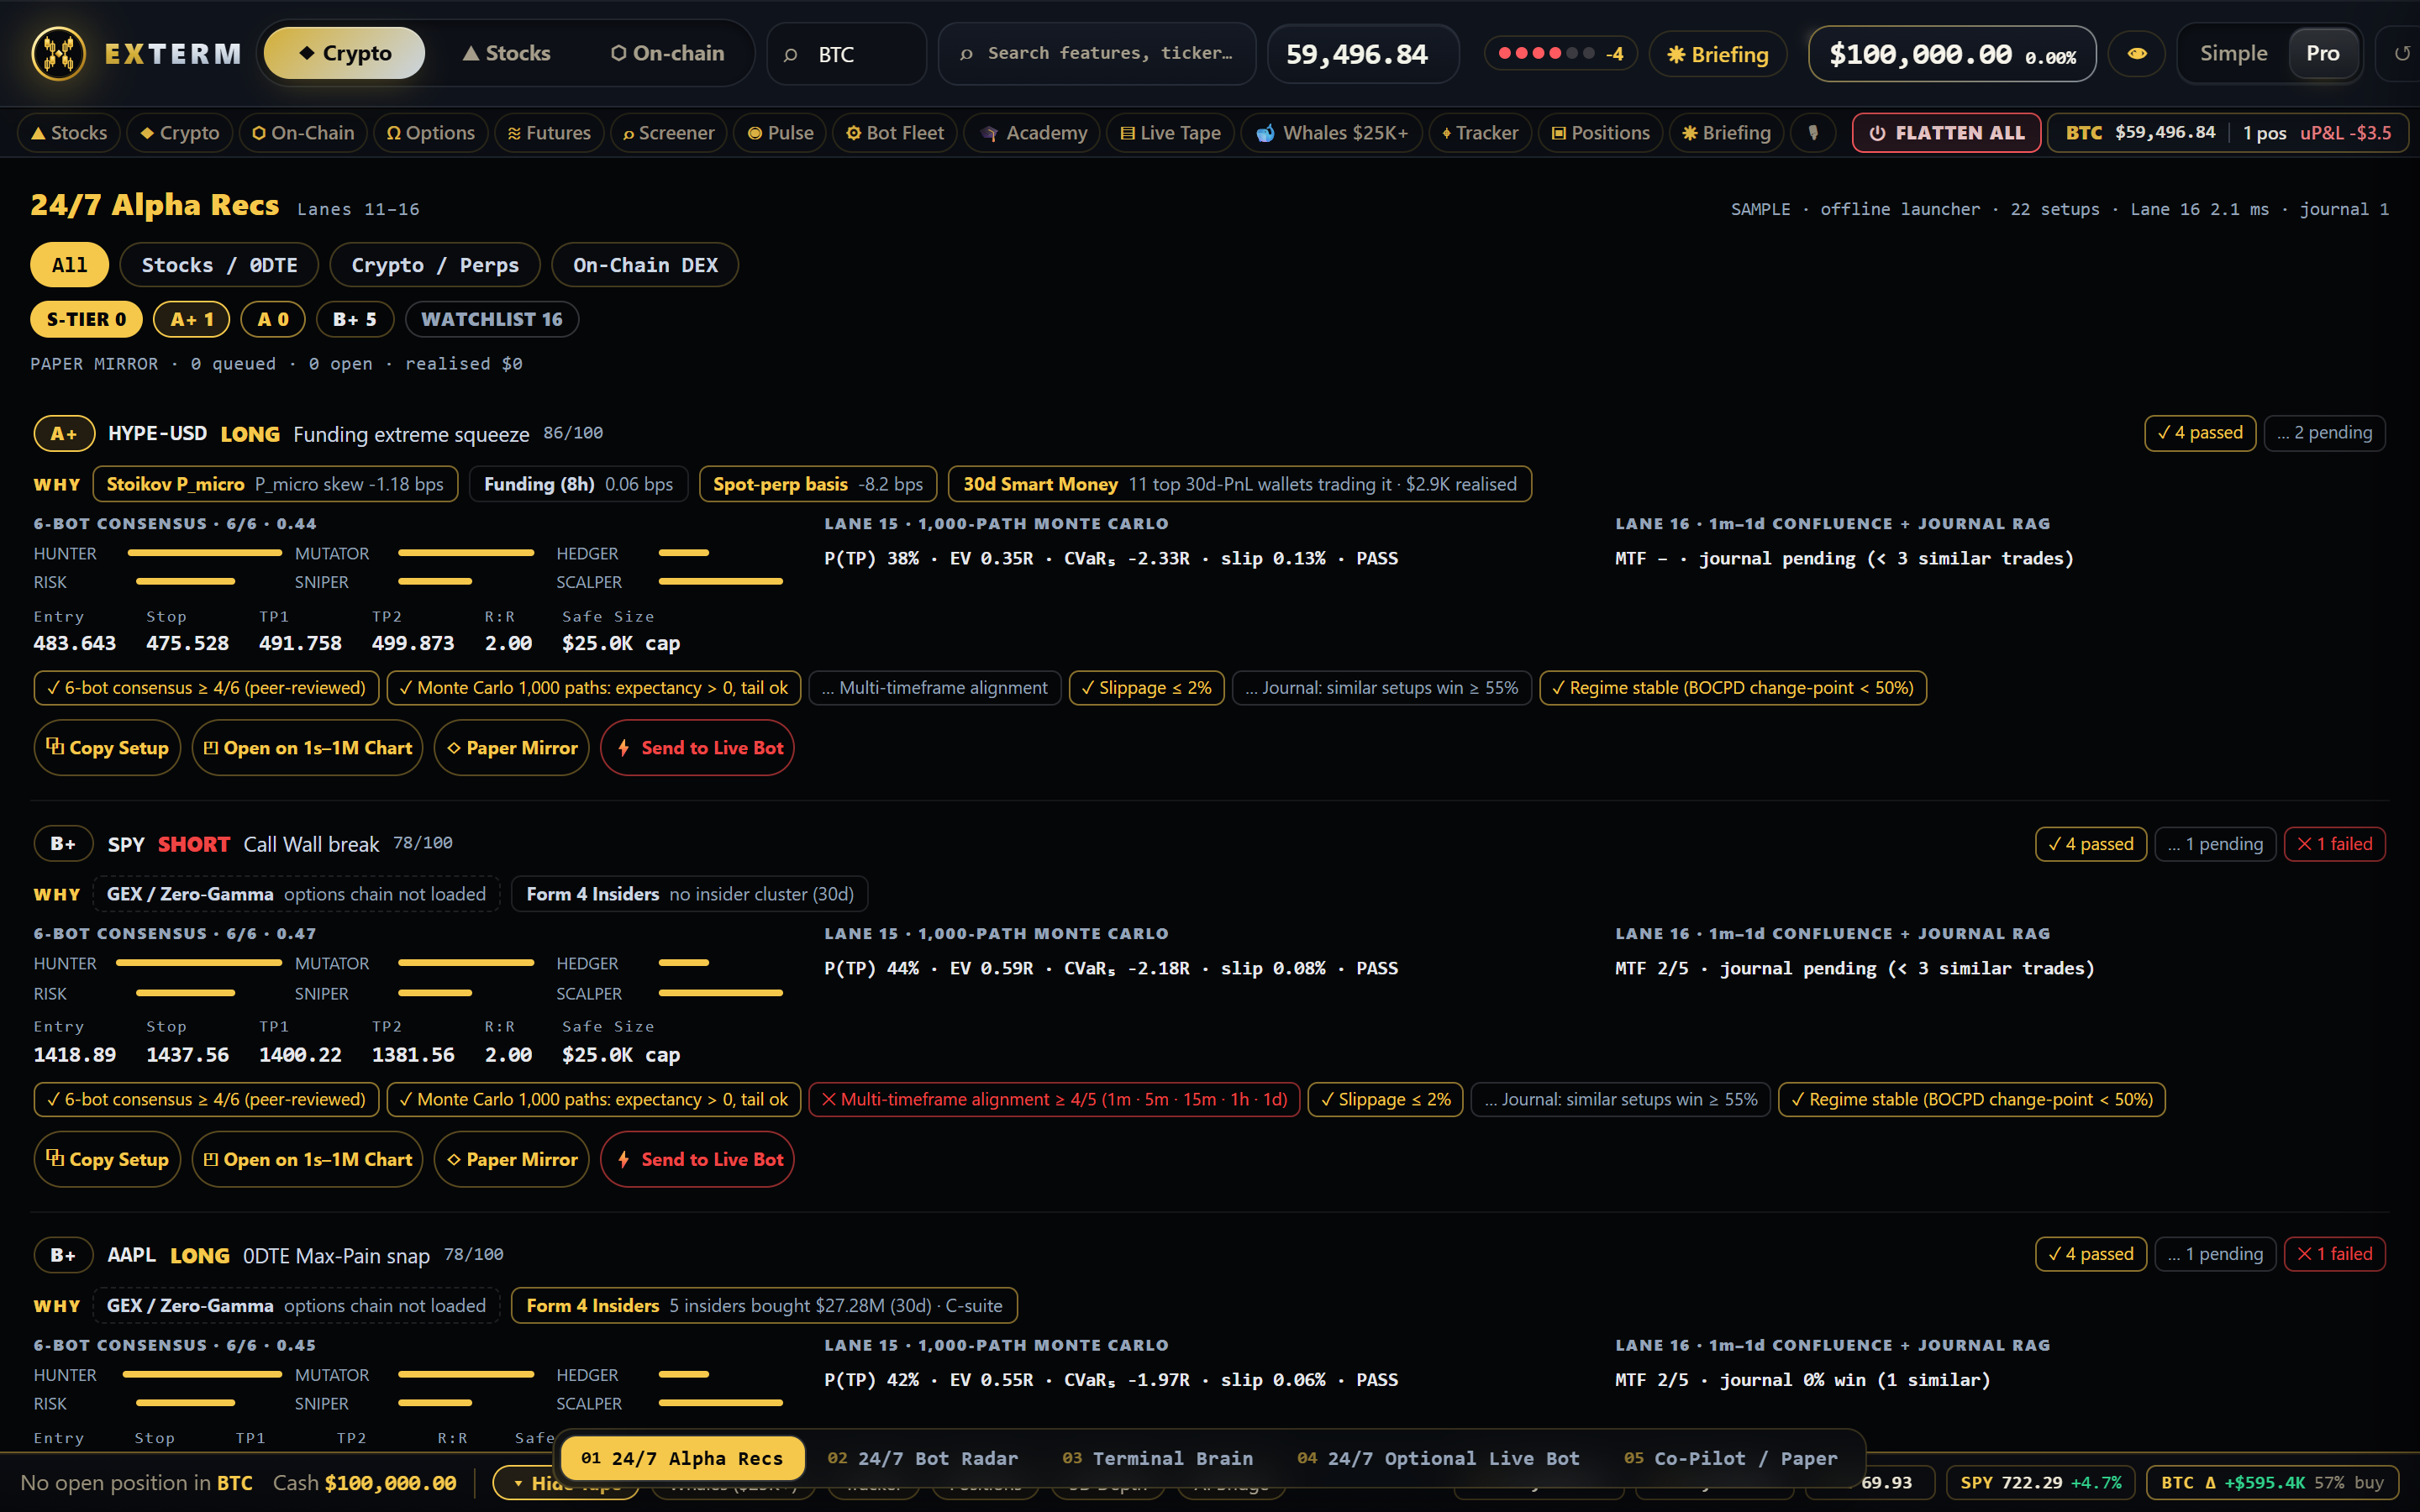 EXTERM Crypto Stocks On-chain BTC Search features, ticker… 59,496.84 -4 Briefing $100,000.00 0.00% Simple Pro
Stocks Crypto On-Chain Options Futures Screener Pulse Bot Fleet Academy Live Tape Whales $25K+ Tracker Positions Briefing FLATTEN ALL BTC $59,496.84 1 pos uP&L -$3.5
24/7 Alpha Recs Lanes 11–16 SAMPLE · offline launcher · 22 setups · Lane 16 2.1 ms · journal 1
All Stocks / 0DTE Crypto / Perps On-Chain DEX
S-TIER 0 A+ 1 A 0 B+ 5 WATCHLIST 16
PAPER MIRROR · 0 queued · 0 open · realised $0
A+ HYPE-USD LONG Funding extreme squeeze 86/100 ✓ 4 passed … 2 pending
WHY Stoikov P_micro P_micro skew -1.18 bps Funding (8h) 0.06 bps Spot-perp basis -8.2 bps 30d Smart Money 11 top 30d-PnL wallets trading it · $2.9K realised
6-BOT CONSENSUS · 6/6 · 0.44 LANE 15 · 1,000-PATH MONTE CARLO LANE 16 · 1m–1d CONFLUENCE + JOURNAL RAG
HUNTER MUTATOR HEDGER P(TP) 38% · EV 0.35R · CVaR₅ -2.33R · slip 0.13% · PASS MTF – · journal pending (< 3 similar trades)
RISK SNIPER SCALPER
Entry Stop TP1 TP2 R:R Safe Size
483.643 475.528 491.758 499.873 2.00 $25.0K cap
✓ 6-bot consensus ≥ 4/6 (peer-reviewed) ✓ Monte Carlo 1,000 paths: expectancy > 0, tail ok … Multi-timeframe alignment ✓ Slippage ≤ 2% … Journal: similar setups win ≥ 55% ✓ Regime stable (BOCPD change-point < 50%)
Copy Setup Open on 1s–1M Chart Paper Mirror Send to Live Bot
B+ SPY SHORT Call Wall break 78/100 ✓ 4 passed … 1 pending ✕ 1 failed
WHY GEX / Zero-Gamma options chain not loaded Form 4 Insiders no insider cluster (30d)
6-BOT CONSENSUS · 6/6 · 0.47 LANE 15 · 1,000-PATH MONTE CARLO LANE 16 · 1m–1d CONFLUENCE + JOURNAL RAG
HUNTER MUTATOR HEDGER P(TP) 44% · EV 0.59R · CVaR₅ -2.18R · slip 0.08% · PASS MTF 2/5 · journal pending (< 3 similar trades)
RISK SNIPER SCALPER
Entry Stop TP1 TP2 R:R Safe Size
1418.89 1437.56 1400.22 1381.56 2.00 $25.0K cap
✓ 6-bot consensus ≥ 4/6 (peer-reviewed) ✓ Monte Carlo 1,000 paths: expectancy > 0, tail ok ✕ Multi-timeframe alignment ≥ 4/5 (1m · 5m · 15m · 1h · 1d) ✓ Slippage ≤ 2% … Journal: similar setups win ≥ 55% ✓ Regime stable (BOCPD change-point < 50%)
Copy Setup Open on 1s–1M Chart Paper Mirror Send to Live Bot
B+ AAPL LONG 0DTE Max-Pain snap 78/100 ✓ 4 passed … 1 pending ✕ 1 failed
WHY GEX / Zero-Gamma options chain not loaded Form 4 Insiders 5 insiders bought $27.28M (30d) · C-suite
6-BOT CONSENSUS · 6/6 · 0.45 LANE 15 · 1,000-PATH MONTE CARLO LANE 16 · 1m–1d CONFLUENCE + JOURNAL RAG
HUNTER MUTATOR HEDGER P(TP) 42% · EV 0.55R · CVaR₅ -1.97R · slip 0.06% · PASS MTF 2/5 · journal 0% win (1 similar)
RISK SNIPER SCALPER
Entry Stop TP1 TP2 R:R Safe
01 24/7 Alpha Recs 02 24/7 Bot Radar 03 Terminal Brain 04 24/7 Optional Live Bot 05 Co-Pilot / Paper
No open position in BTC Cash $100,000.00 69.93 SPY 722.29 +4.7% BTC Δ +$595.4K 57% buy